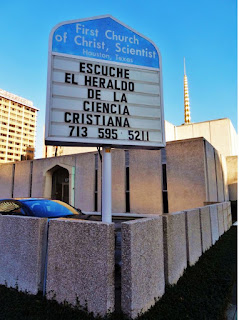 First Church
of Christ, Scientist
Houston, Texas
ESCUCHE
EL HERALDO
DE LA
CIENCIA
CRISTIANA
713 595 5211